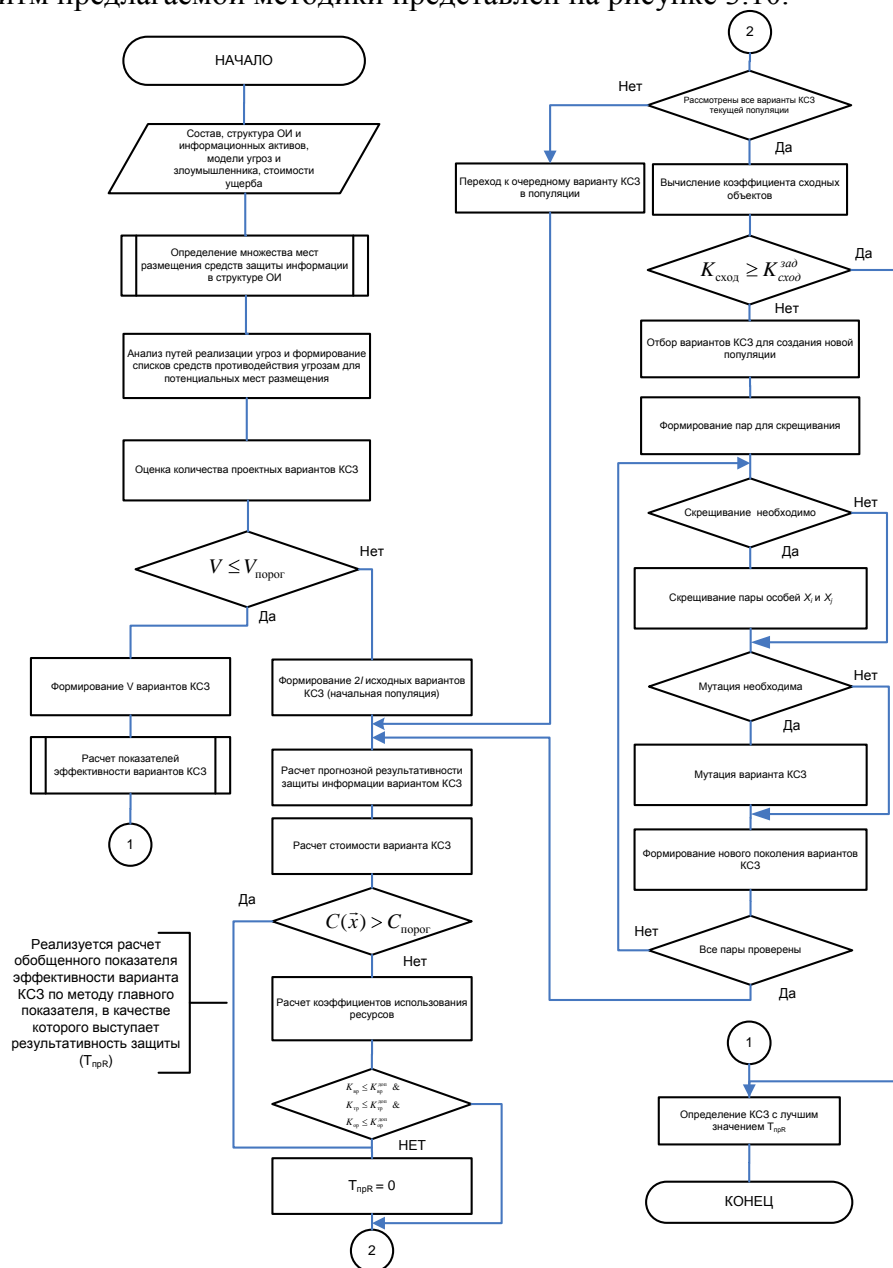 итм предлагаемой методики представлен на рисунке 3.10.
НАЧАЛО
Состав, структура ОИ и
информационных активов,
модели угроз и
злоумышленника, стоимости
ущерба
Определение множества мест
размещения средств защиты информации
в структуре ОИ
Анализ путей реализации угроз и формирование
списков средств противодействия угрозам для
потенциальных мест размещения
Оценка количества проектных вариантов КСЗ
V ≤ Vпорог
Нет
Да
Формирование V вариантов КСЗ
Расчет показателей
эффективности вариантов КСЗ
1
Формирование 2l исходных вариантов
КСЗ (начальная популяция)
Расчет прогнозной результативности
защиты информации вариантом КСЗ
Расчет стоимости варианта КСЗ
Да
C(x⃗) > Cпорог
Нет
Реализуется расчет
обобщенного показателя
эффективности варианта
КСЗ по методу главного
показателя, в качестве
которого выступает
результативность защиты
(TпрR)
Расчет коэффициентов использования
ресурсов
≤ &
≤ &
≤
НЕТ
TпрR = 0
2
2
Нет
Рассмотрены все варианты КСЗ
текущей популяции
Да
Переход к очередному варианту КСЗ
в популяции
Вычисление коэффициента сходных
объектов
Kсход ≥ Kсход зад
Да
Нет
Отбор вариантов КСЗ для создания новой
популяции
Формирование пар для скрещивания
Скрещивание необходимо
Нет
Да
Скрещивание пары особей Xi и Xj
Мутация необходима
Нет
Да
Мутация варианта КСЗ
Формирование нового поколения вариантов
КСЗ
Нет
Все пары проверены
Да
1
Определение КСЗ с лучшим
значением TпрR
КОНЕЦ